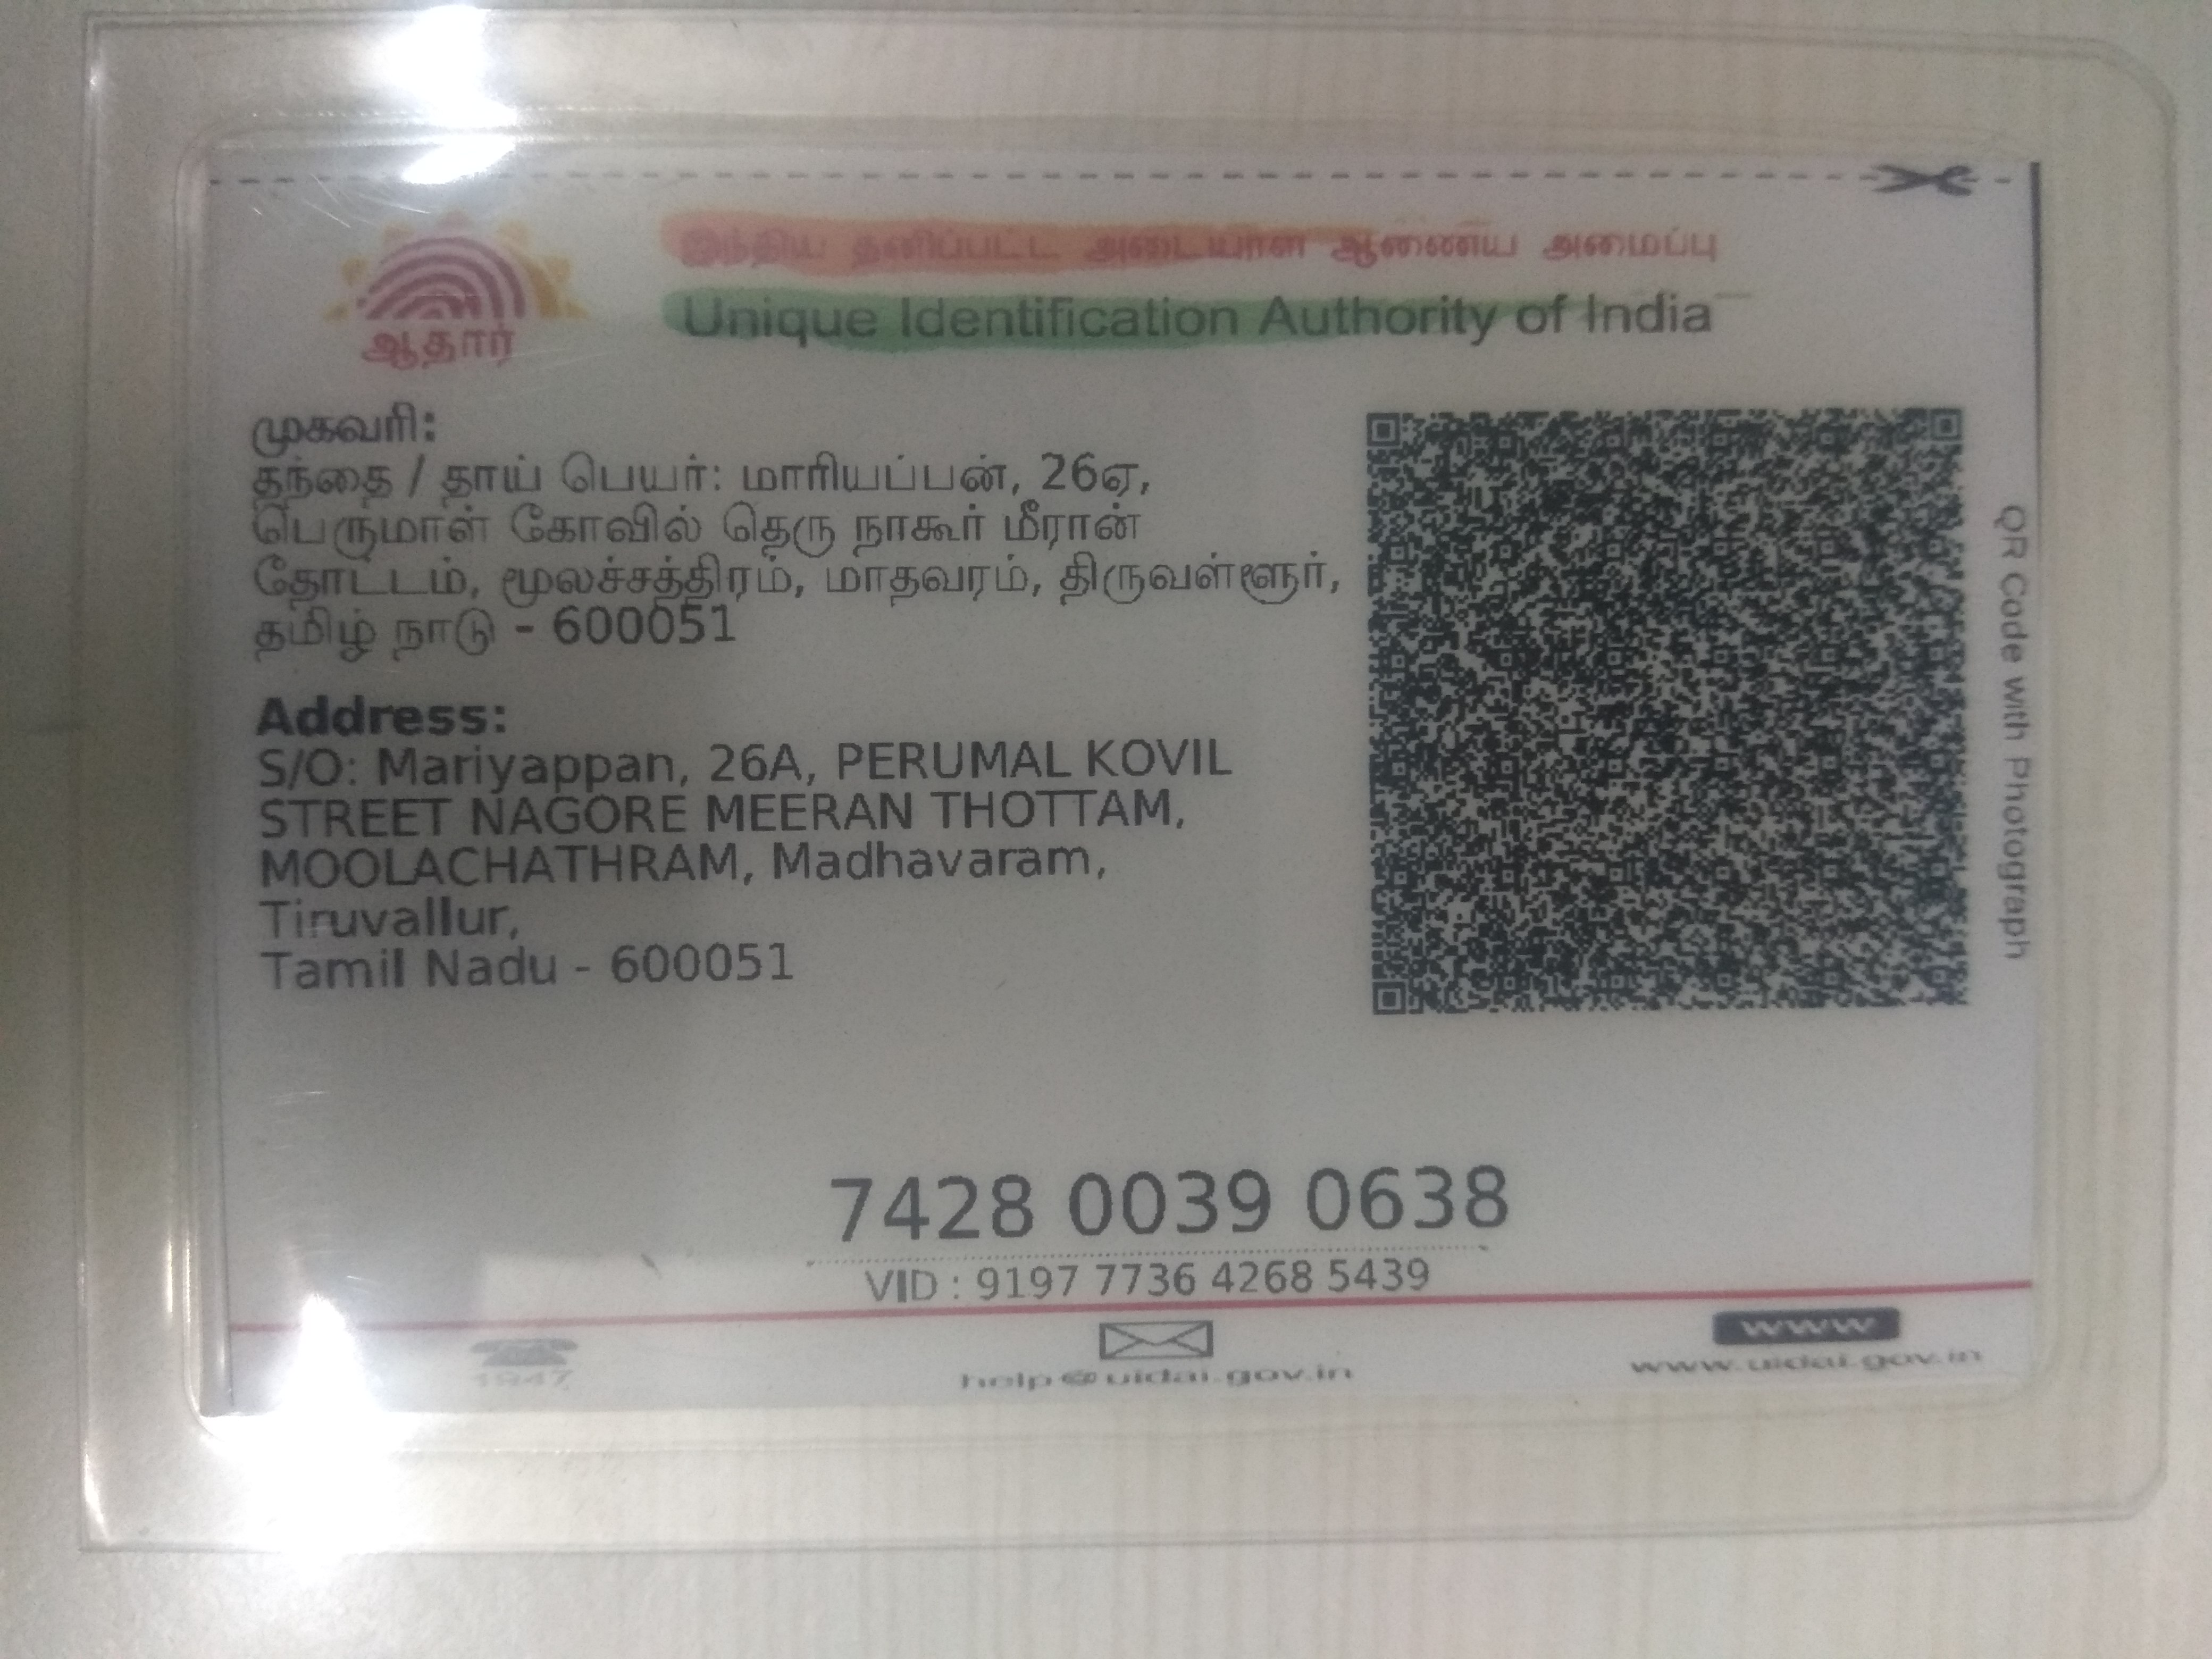 இந்திய தனிப்பட்ட அடையாள ஆணைய அமைப்பு
ஆதார்
Unique Identification Authority of India
முகவரி:
தந்தை / தாய் பெயர்: மாரியப்பன், 26ஏ,
பெருமாள் கோவில் தெரு நாகூர் மீரான்
தோட்டம், மூலச்சத்திரம், மாதவரம், திருவள்ளூர்,
தமிழ் நாடு - 600051
Address:
S/O: Mariyappan, 26A, PERUMAL KOVIL
STREET NAGORE MEERAN THOTTAM,
MOOLACHATHRAM, Madhavaram,
Tiruvallur,
Tamil Nadu - 600051
QR Code with Photograph
7428 0039 0638
VID : 9197 7736 4268 5439
1947
help@uidai.gov.in
www
www.uidai.gov.in